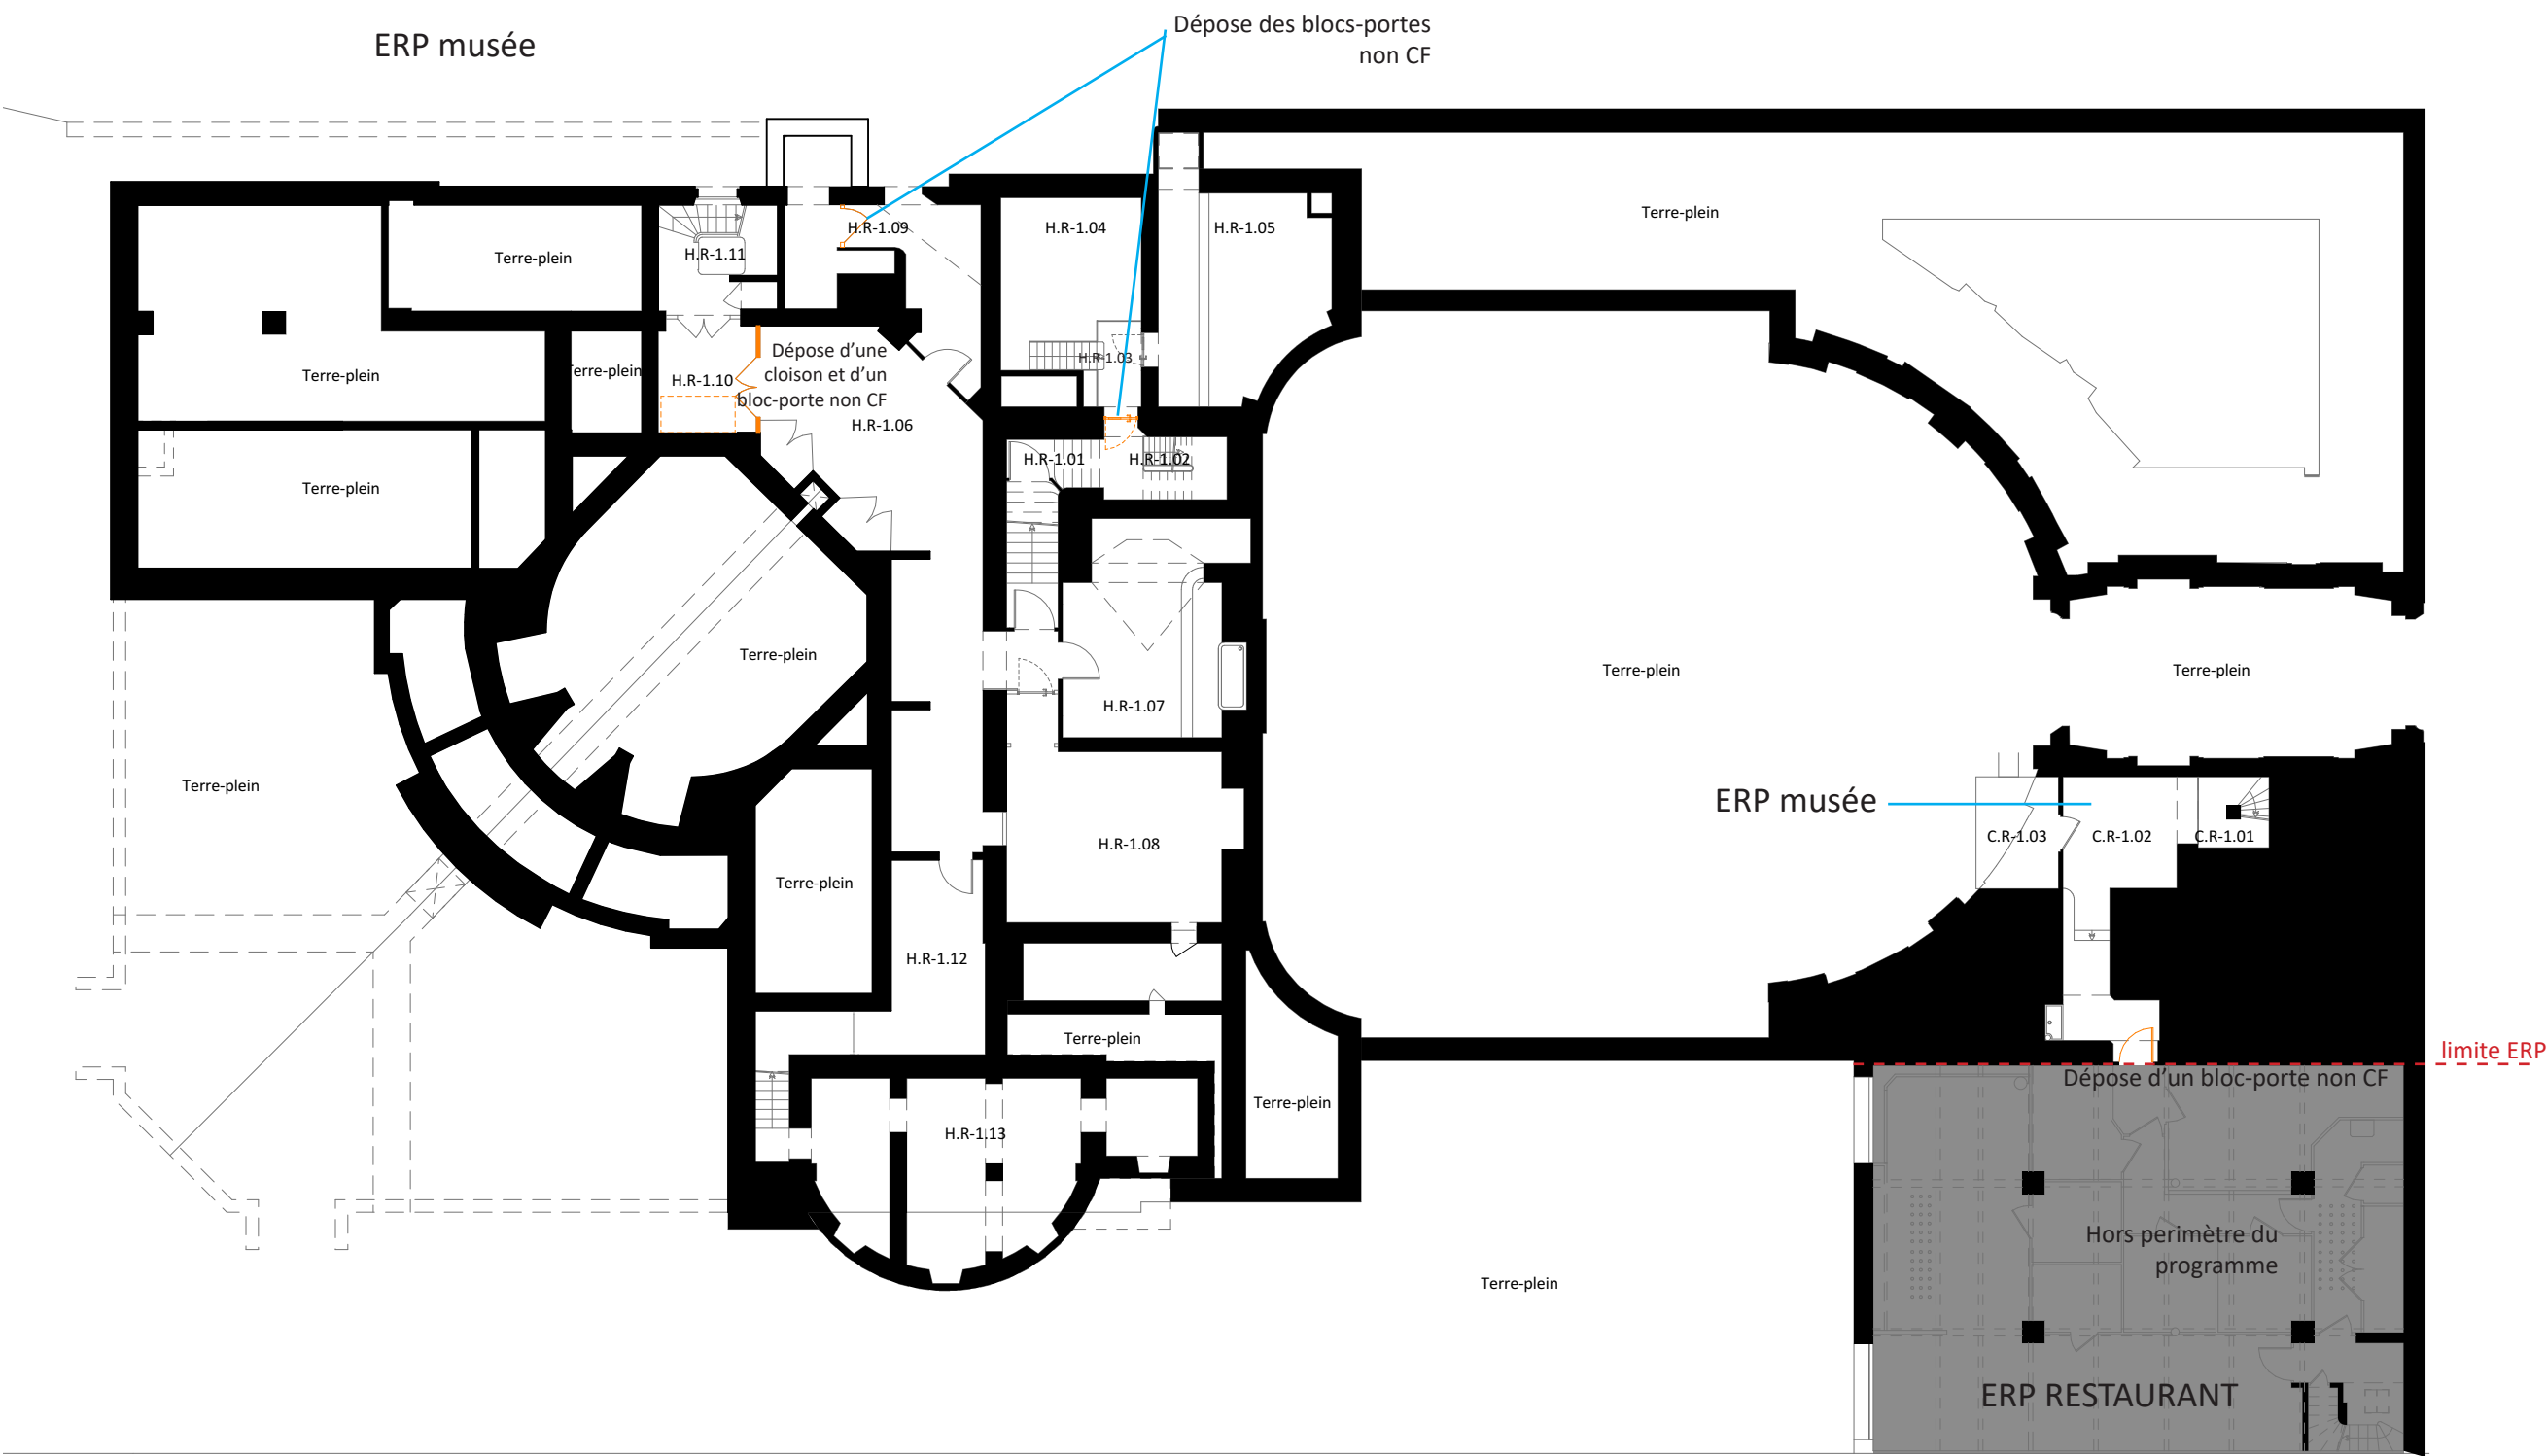 Dépose des blocs-portes
non CF
ERP musée
Terre-plein
H.R-1.09
H.R-1.04
H.R-1.05
H.R-1.11
Terre-plein
Dépose d'une
cloison et d'un
bloc-porte non CF
H.R-1.03
Terre-plein
Terre-plein
H.R-1.10
H.R-1.06
H.R-1.01
H.R-1.02
Terre-plein
Terre-plein
Terre-plein
Terre-plein
H.R-1.07
Terre-plein
ERP musée
C.R-1.03
C.R-1.02
C.R-1.01
H.R-1.08
Terre-plein
H.R-1.12
Terre-plein
limite ERP
Dépose d'un bloc-porte non CF
Terre-plein
H.R-1.13
Hors perimètre du
programme
Terre-plein
ERP RESTAURANT